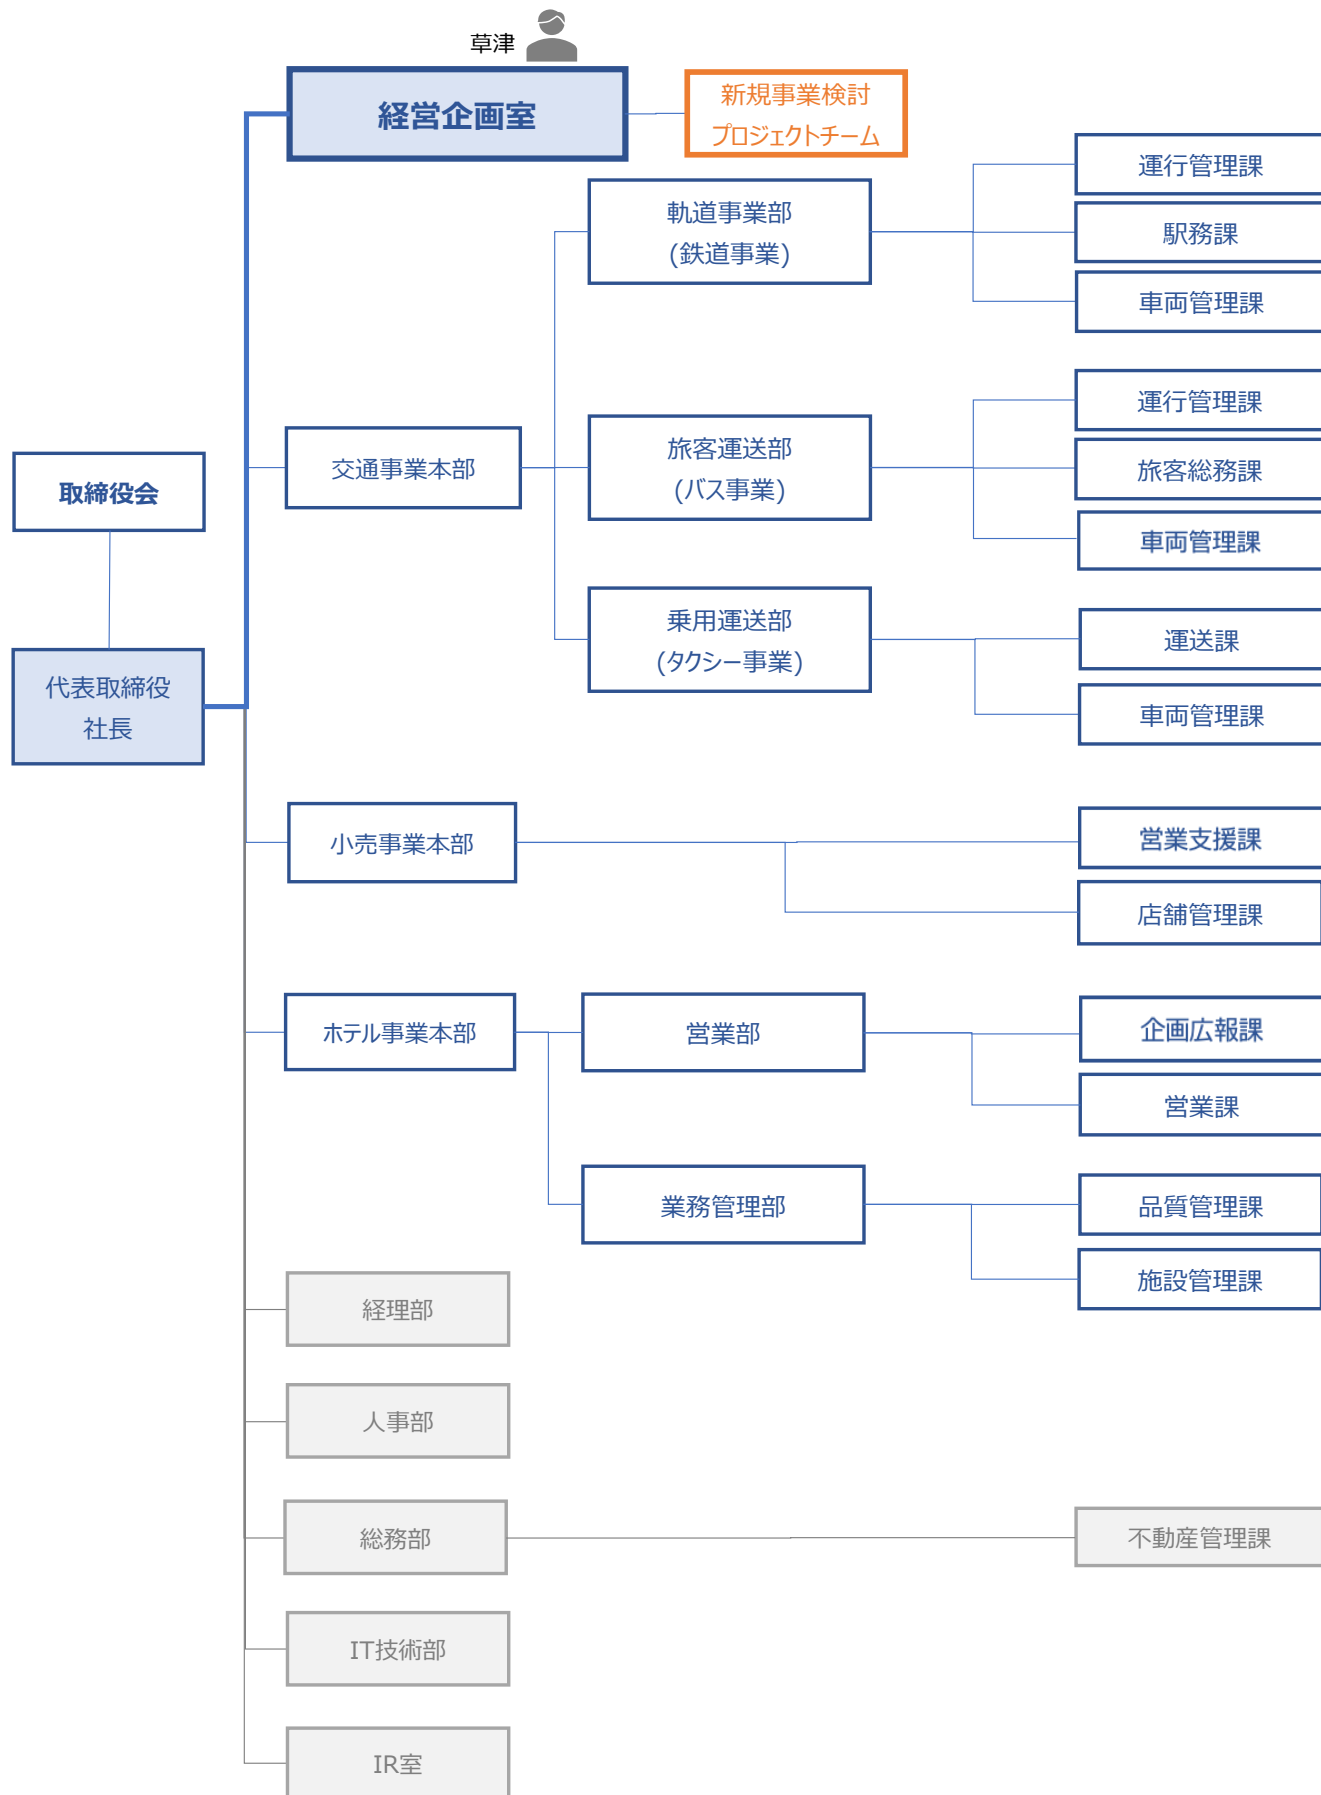 草津
経営企画室
新規事業検討
プロジェクトチーム
軌道事業部
(鉄道事業)
運行管理課
駅務課
車両管理課
取締役会
代表取締役
社長
交通事業本部
旅客運送部
(バス事業)
運行管理課
旅客総務課
車両管理課
乗用運送部
(タクシー事業)
運送課
車両管理課
小売事業本部
営業支援課
店舗管理課
ホテル事業本部
営業部
企画広報課
営業課
業務管理部
品質管理課
施設管理課
経理部
人事部
総務部
不動産管理課
IT技術部
IR室